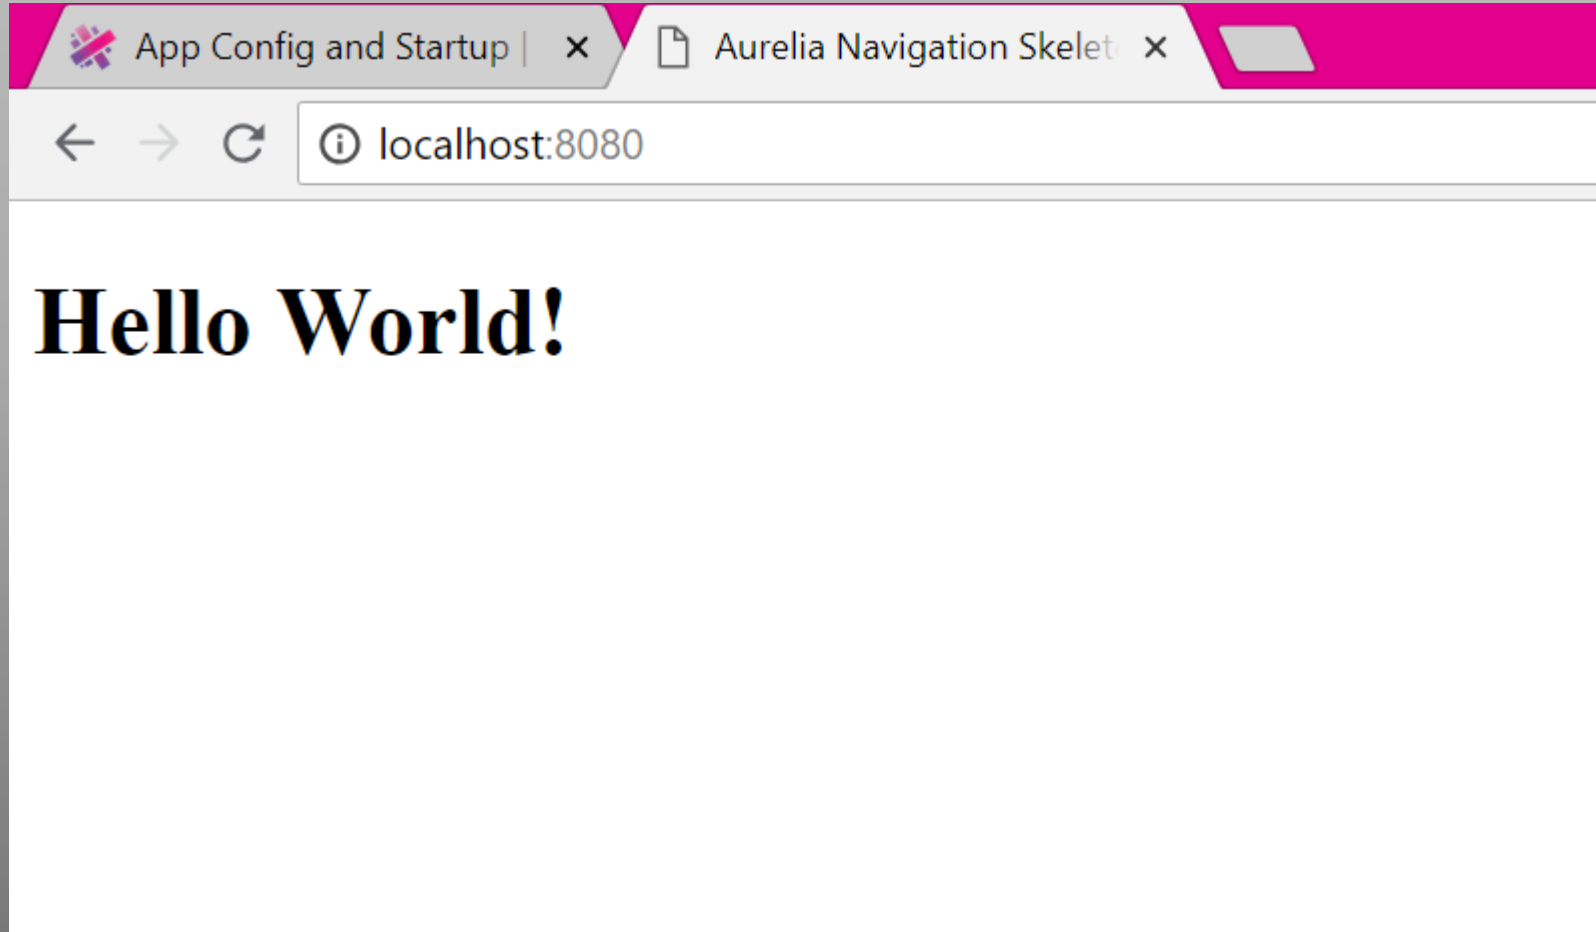 App Config and Startup |
Aurelia Navigation Skelet
localhost:8080
Hello World!